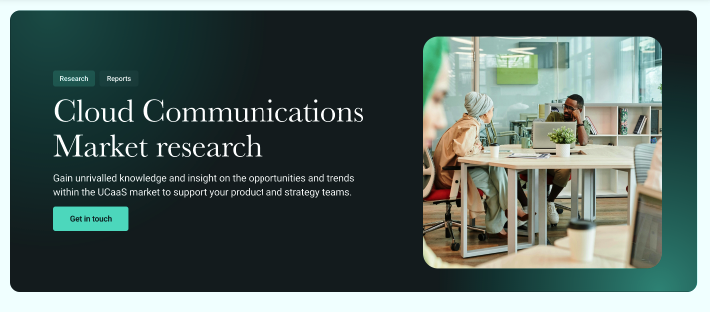 Research
Reports
Cloud Communications
Market research
Gain unrivalled knowledge and insight on the opportunities and trends
within the UCaaS market to support your product and strategy teams.
Get in touch